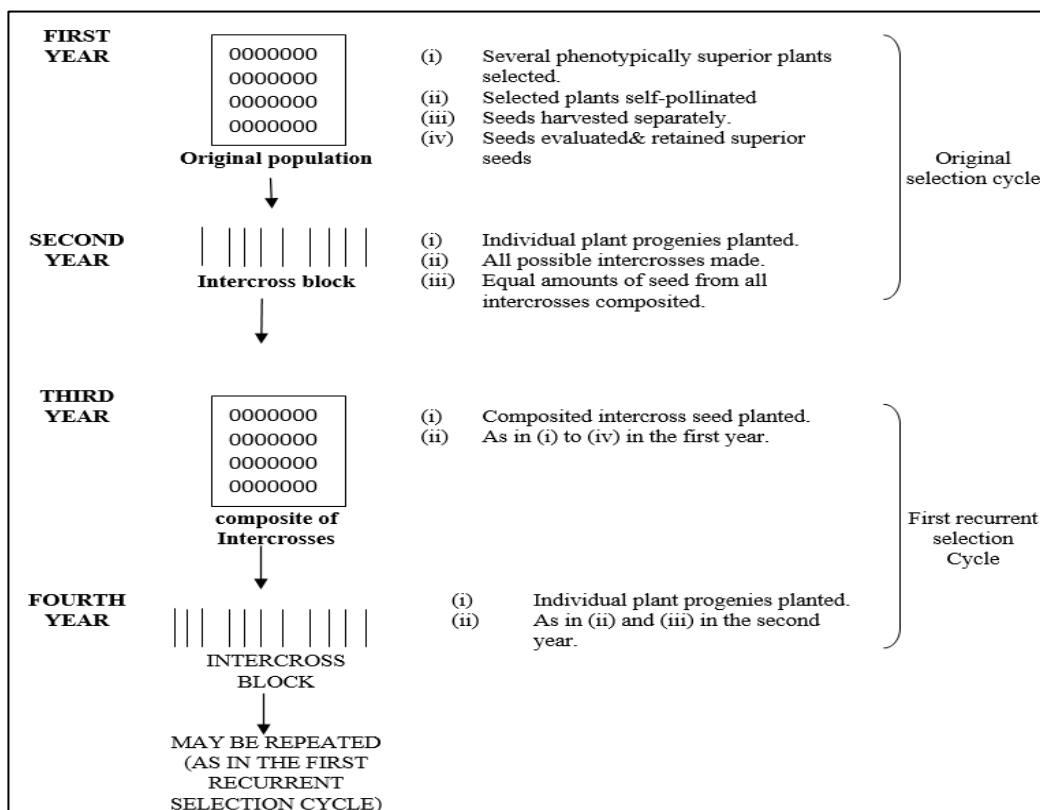 FIRST
YEAR
0000000
0000000
0000000
0000000
Original population
(i) Several phenotypically superior plants
selected.
(ii) Selected plants self-pollinated
(iii) Seeds harvested separately.
(iv) Seeds evaluated& retained superior
seeds
Original
selection cycle
SECOND
YEAR
Intercross block
(i) Individual plant progenies planted.
(ii) All possible intercrosses made.
(iii) Equal amounts of seed from all
intercrosses composited.
THIRD
YEAR
0000000
0000000
0000000
0000000
composite of
Intercrosses
(i) Composited intercross seed planted.
(ii) As in (i) to (iv) in the first year.
First recurrent
selection
Cycle
FOURTH
YEAR
(i) Individual plant progenies planted.
(ii) As in (ii) and (iii) in the second
year.
INTERCROSS
BLOCK
MAY BE REPEATED
(AS IN THE FIRST
RECURRENT
SELECTION CYCLE)